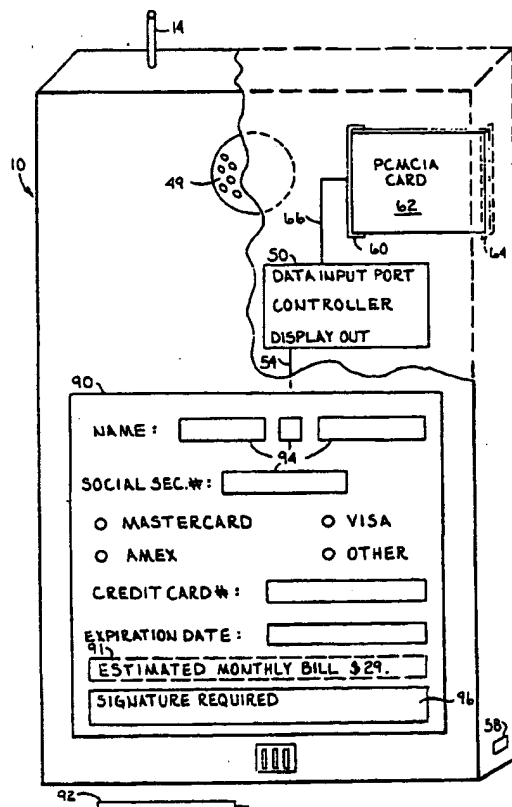 14
10
49
PCMCIA
CARD
62
66
60
64
50
DATA INPUT PORT
CONTROLLER
DISPLAY OUT
54
90
NAME:
94
SOCIAL SEC.#:
MASTERCARD VISA
AMEX OTHER
CREDIT CARD #:
EXPIRATION DATE:
91
ESTIMATED MONTHLY BILL $29.
SIGNATURE REQUIRED
96
58
92